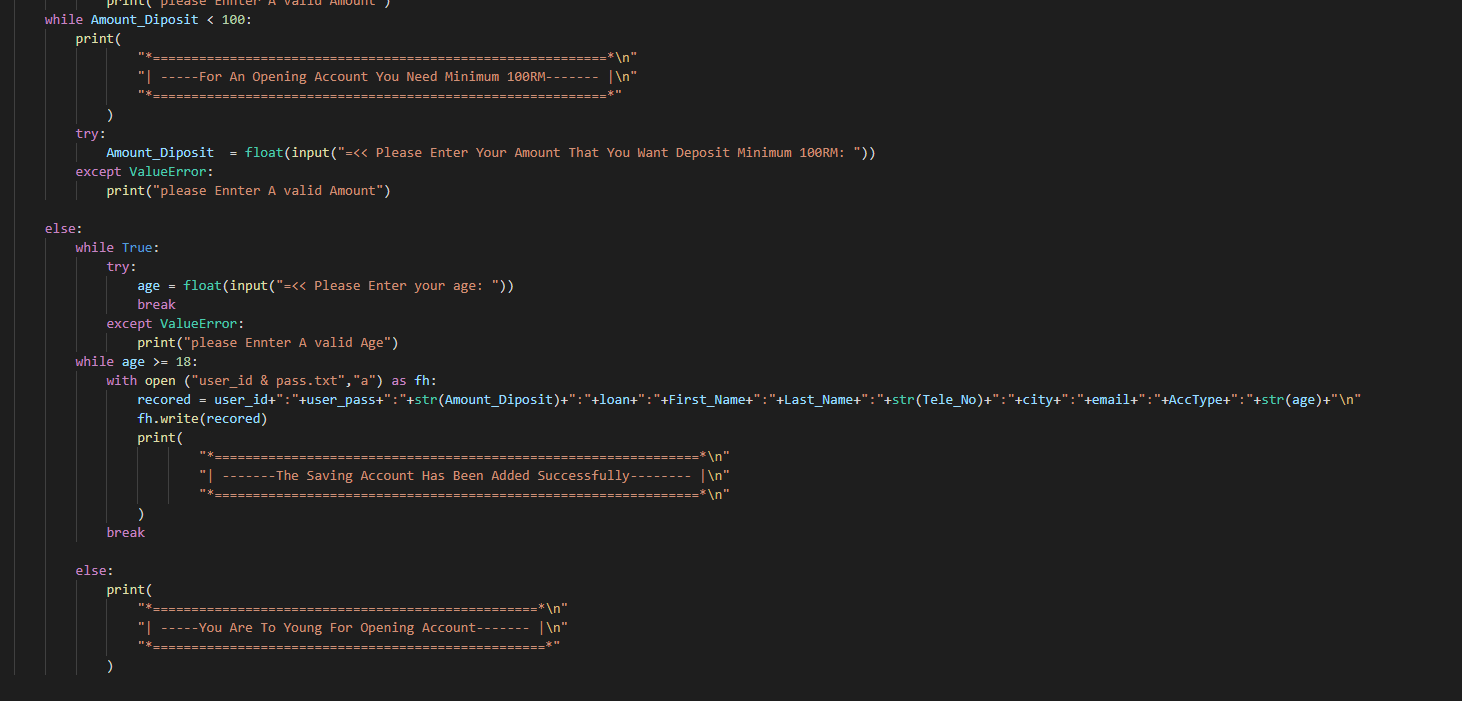 print("please Ennter A valid Amount")
while Amount_Diposit < 100:
print(
"*===========================================================*\n"
"| -----For An Opening Account You Need Minimum 100RM------- |\n"
"*===========================================================*"
)
try:
Amount_Diposit  = float(input("=<< Please Enter Your Amount That You Want Deposit Minimum 100RM: "))
except ValueError:
print("please Ennter A valid Amount")
else:
while True:
try:
age = float(input("=<< Please Enter your age: "))
break
except ValueError:
print("please Ennter A valid Age")
while age >= 18:
with open ("user_id & pass.txt","a") as fh:
recored = user_id+":"+user_pass+":"+str(Amount_Diposit)+":"+loan+":"+First_Name+":"+Last_Name+":"+str(Tele_No)+":"+city+":"+email+":"+AccType+":"+str(age)+"\n"
fh.write(recored)
print(
"*===============================================================*\n"
"| -------The Saving Account Has Been Added Successfully-------- |\n"
"*===============================================================*\n"
)
break
else:
print(
"*==================================================*\n"
"| -----You Are To Young For Opening Account------- |\n"
"*===================================================*"
)